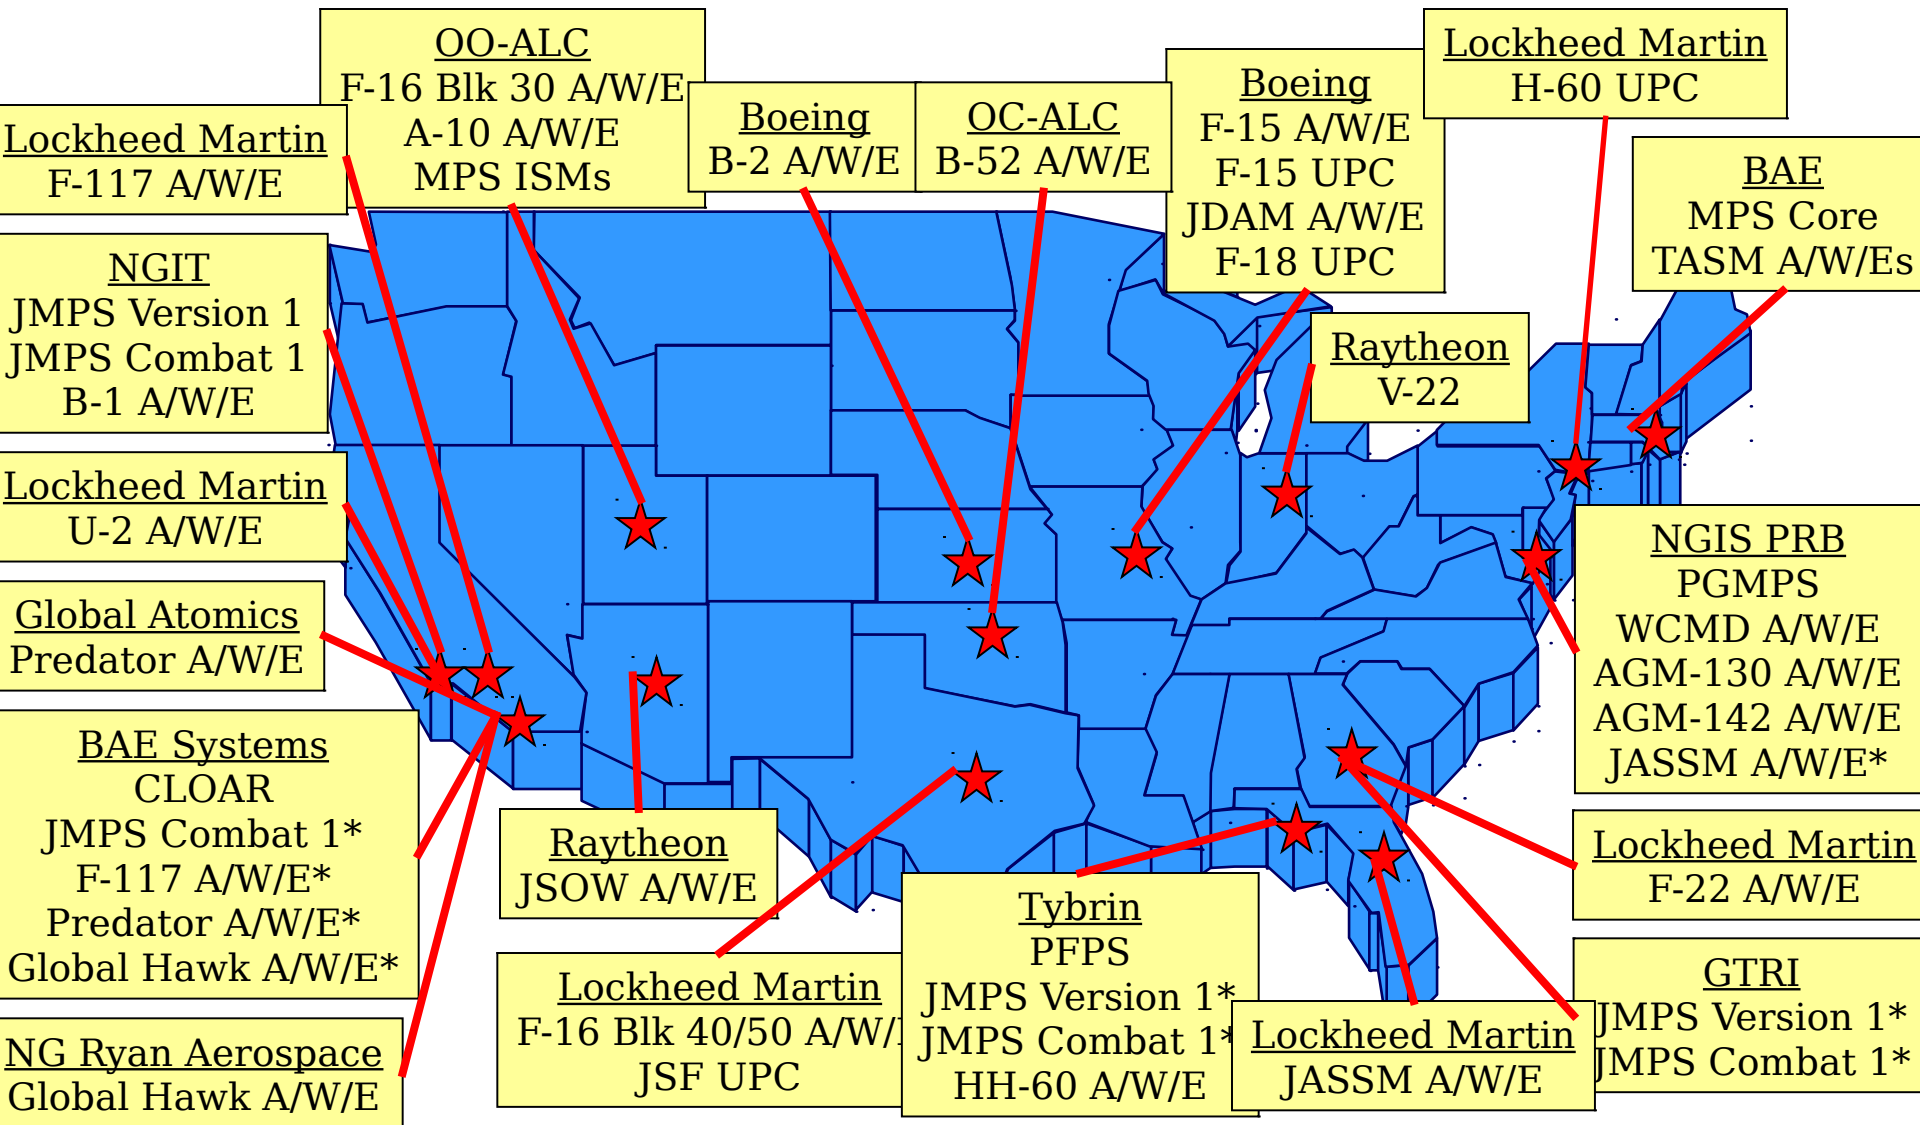 OO-ALC
F-16 Blk 30 A/W/E
A-10 A/W/E
MPS ISMs
Lockheed Martin
H-60 UPC
Boeing
F-15 A/W/E
F-15 UPC
JDAM A/W/E
F-18 UPC
Boeing
B-2 A/W/E
OC-ALC
B-52 A/W/E
Lockheed Martin
F-117 A/W/E
BAE
MPS Core
TASM A/W/Es
NGIT
JMPS Version 1
JMPS Combat 1
B-1 A/W/E
Raytheon
V-22
Lockheed Martin
U-2 A/W/E
NGIS PRB
PGMPS
WCMD A/W/E
AGM-130 A/W/E
AGM-142 A/W/E
JASSM A/W/E*
Global Atomics
Predator A/W/E
BAE Systems
CLOAR
JMPS Combat 1*
F-117 A/W/E*
Predator A/W/E*
Global Hawk A/W/E*
Raytheon
JSOW A/W/E
Lockheed Martin
F-22 A/W/E
Tybrin
PFPS
JMPS Version 1*
JMPS Combat 1*
HH-60 A/W/E
Lockheed Martin
F-16 Blk 40/50 A/W/
JSF UPC
GTRI
JMPS Version 1*
JMPS Combat 1*
Lockheed Martin
JASSM A/W/E
NG Ryan Aerospace
Global Hawk A/W/E